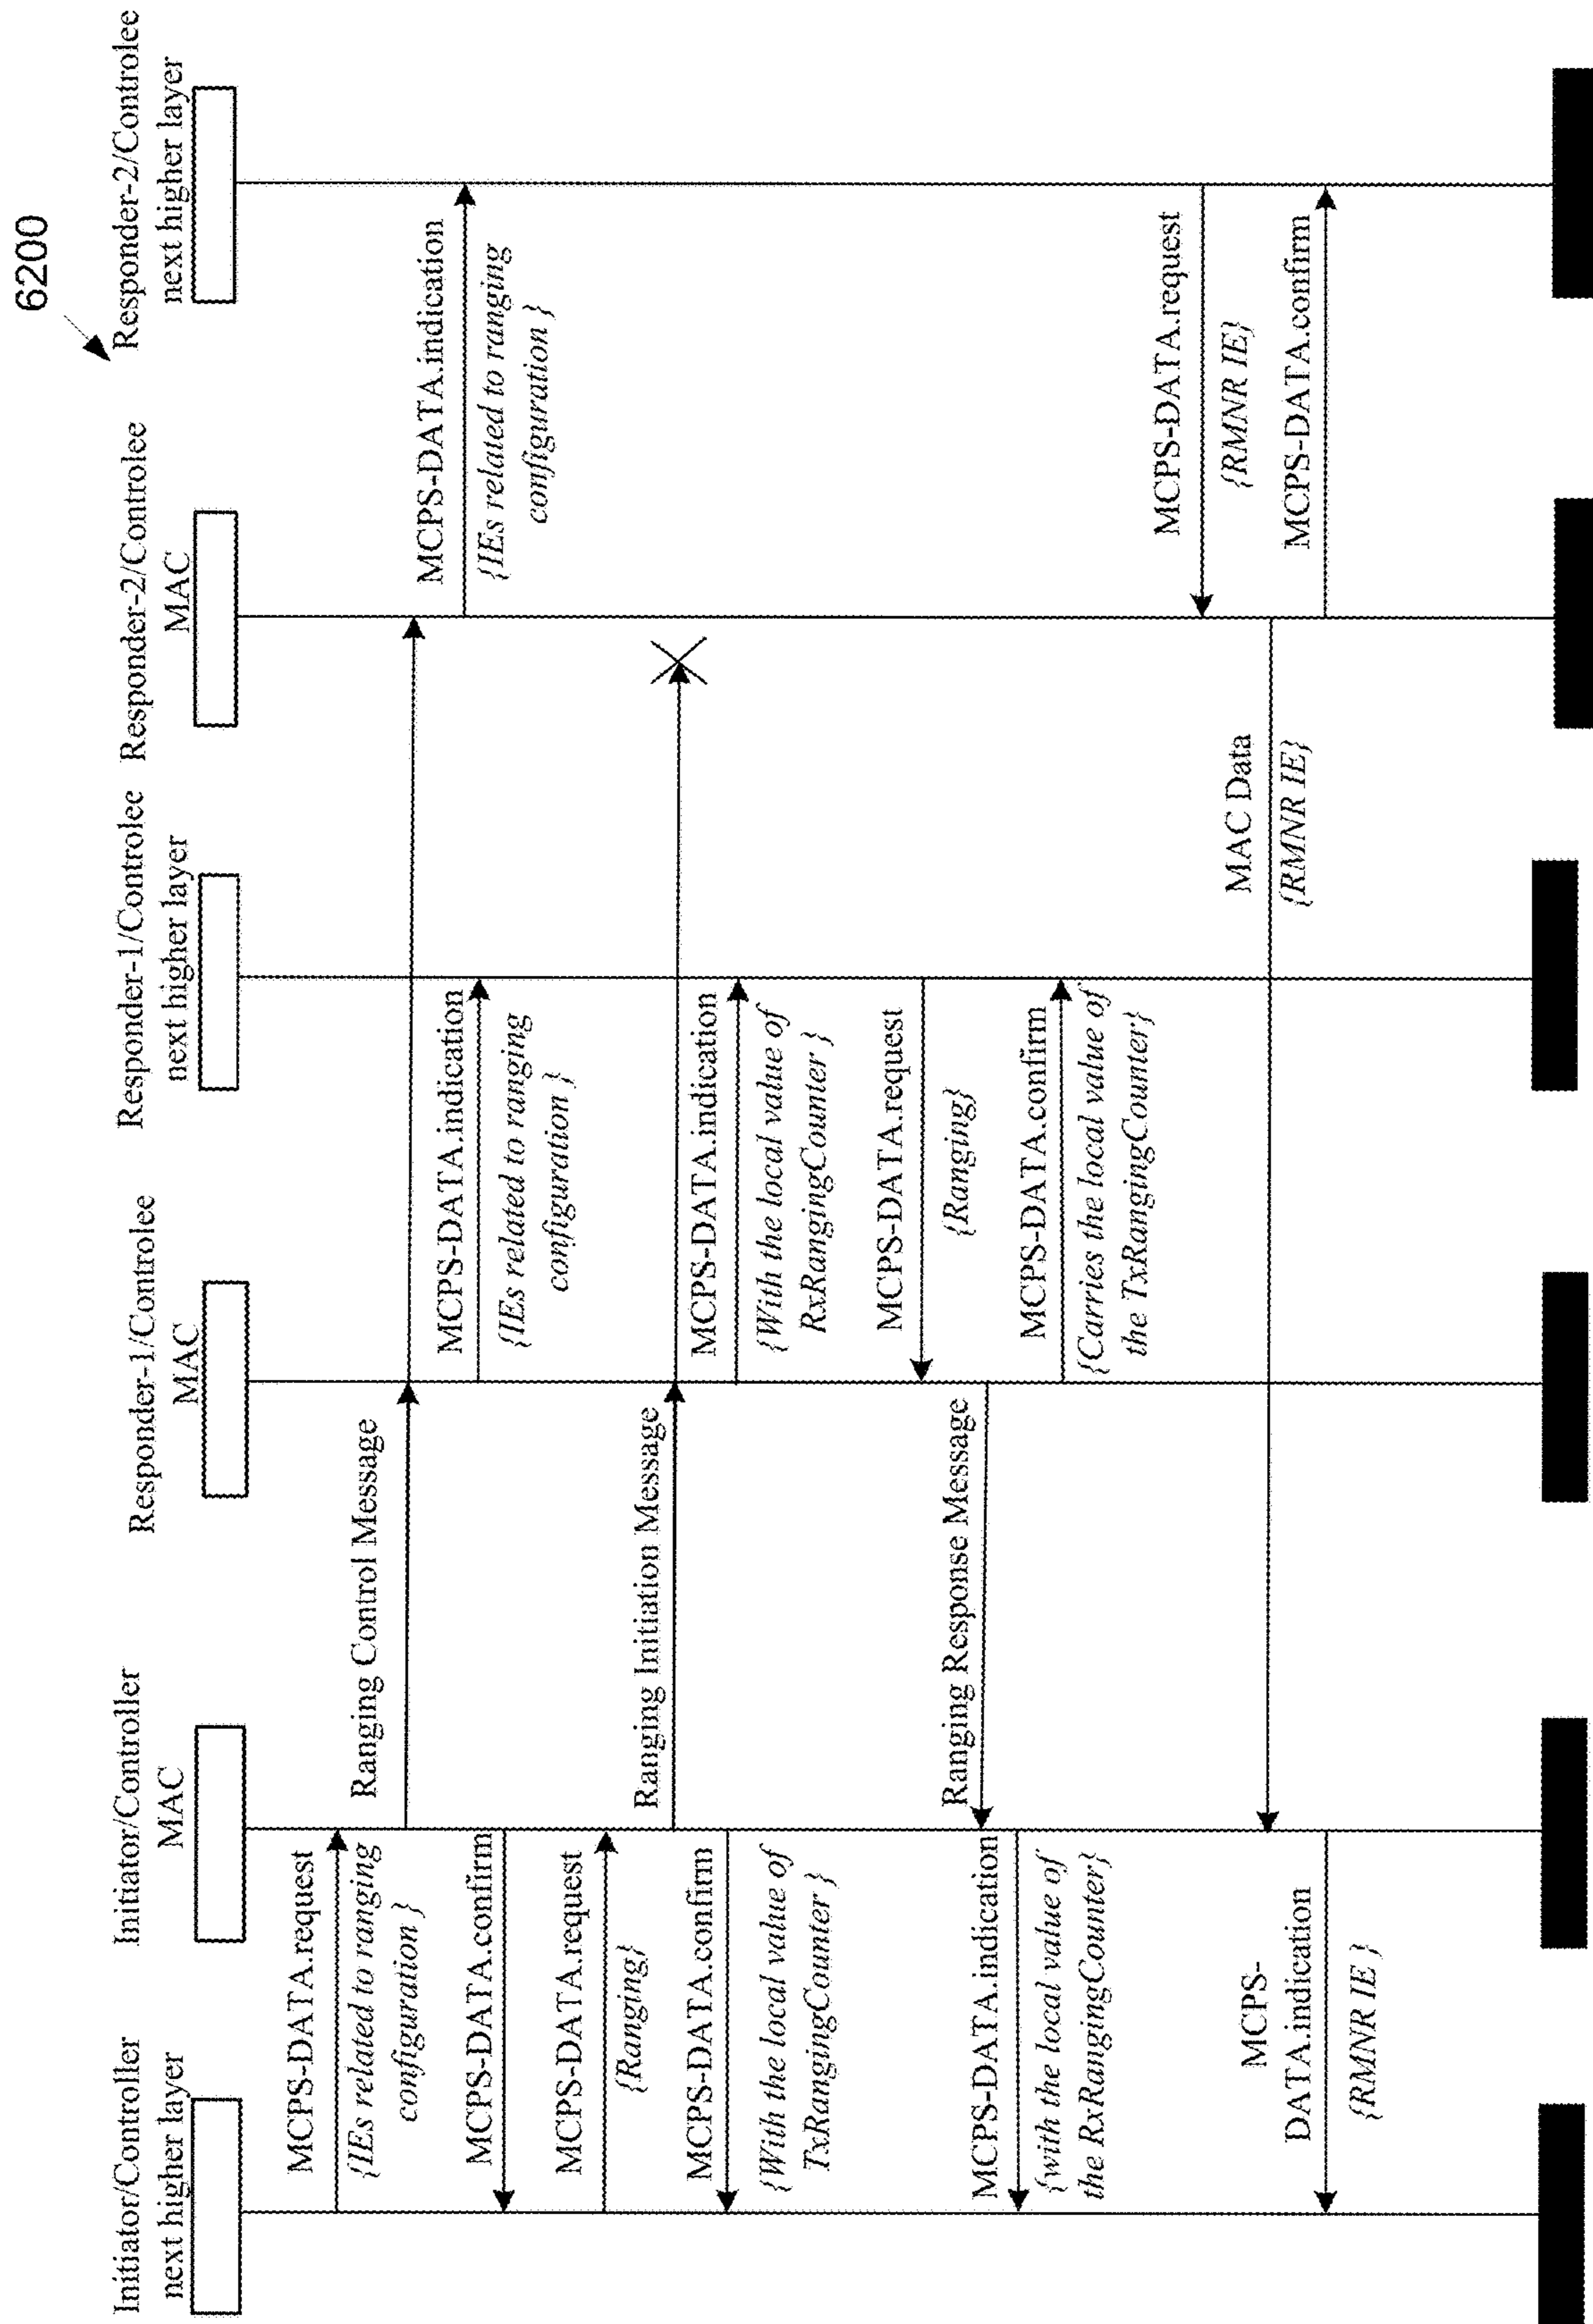 6200
Initiator/Controller
next higher layer
Initiator/Controller
MAC
Responder-1/Controlee
MAC
Responder-1/Controlee
next higher layer
Responder-2/Controlee
MAC
Responder-2/Controlee
next higher layer
MCPS-DATA.request
{IEs related to ranging
configuration }
Ranging Control Message
MCPS-DATA.indication
{IEs related to ranging
configuration }
MCPS-DATA.indication
{IEs related to ranging
configuration }
MCPS-DATA.confirm
MCPS-DATA.request
{Ranging}
Ranging Initiation Message
MCPS-DATA.confirm
{With the local value of
TxRangingCounter }
MCPS-DATA.indication
{With the local value of
RxRangingCounter }
MCPS-DATA.request
{Ranging}
Ranging Response Message
MCPS-DATA.indication
{with the local value of
the RxRangingCounter}
MCPS-DATA.confirm
{Carries the local value of
the TxRangingCounter}
MCPS-DATA.request
{RMNR IE}
MAC Data
{RMNR IE}
MCPS-DATA.confirm
MCPS-
DATA.indication
{RMNR IE }